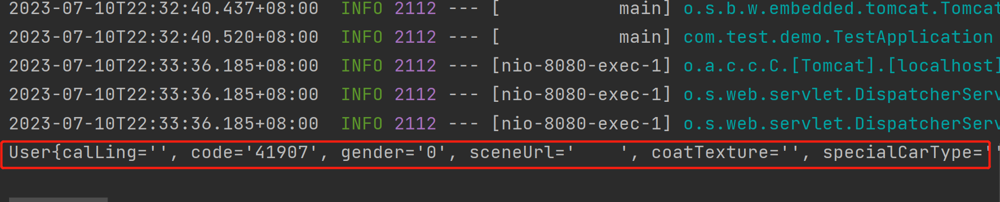 2023-07-10T22:32:40.437+08:00  INFO 2112 --- [           main] o.s.b.w.embedded.tomcat.Tomcat
2023-07-10T22:32:40.520+08:00  INFO 2112 --- [           main] com.test.demo.TestApplication
2023-07-10T22:33:36.185+08:00  INFO 2112 --- [nio-8080-exec-1] o.a.c.c.C.[Tomcat].[localhost]
2023-07-10T22:33:36.185+08:00  INFO 2112 --- [nio-8080-exec-1] o.s.web.servlet.DispatcherServ
2023-07-10T22:33:36.185+08:00  INFO 2112 --- [nio-8080-exec-1] o.s.web.servlet.DispatcherServ
User{calLing='', code='41907', gender='0', sceneUrl='   ', coatTexture='', specialCarType=''